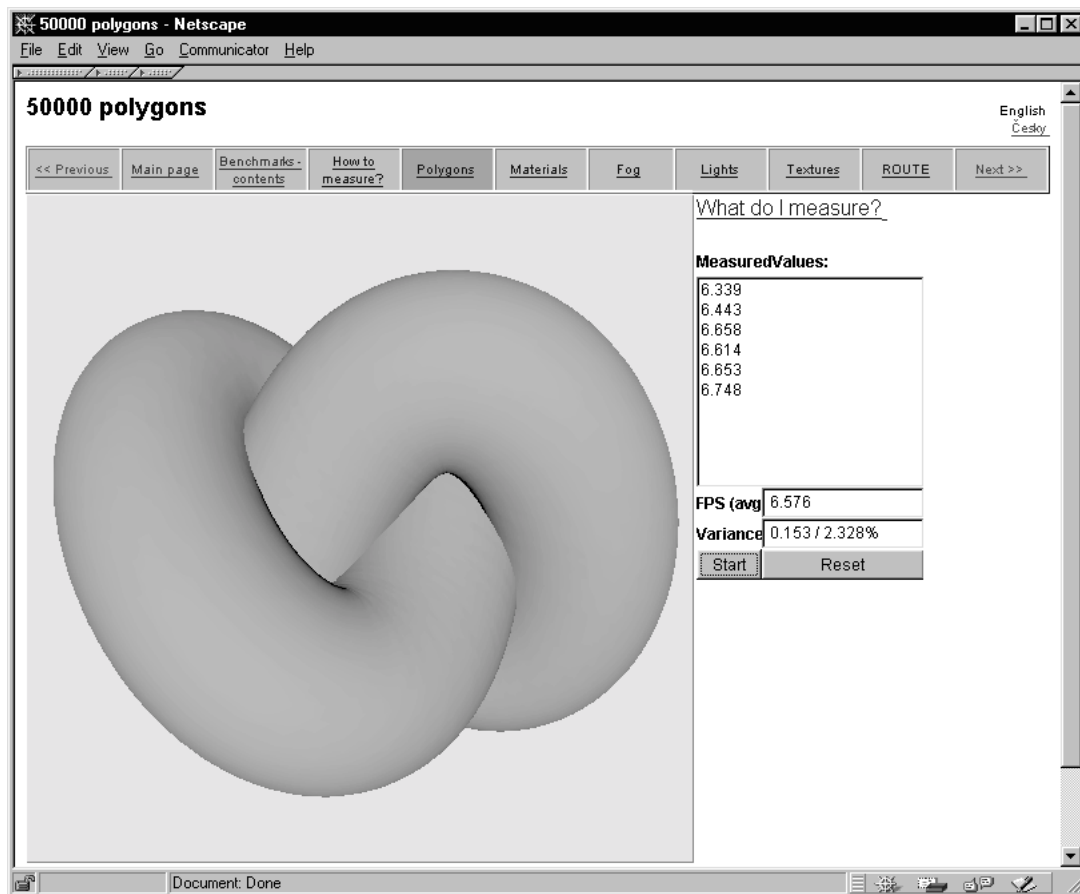 50000 polygons - Netscape
File Edit View Go Communicator Help
50000 polygons
English
Česky
<< Previous
Main page
Benchmarks -
contents
How to
measure?
Polygons
Materials
Fog
Lights
Textures
ROUTE
Next >>
What do I measure?
MeasuredValues:
6.339
6.443
6.658
6.614
6.653
6.748
FPS (avg 6.576
Variance 0.153 / 2.328%
Start Reset
Document: Done